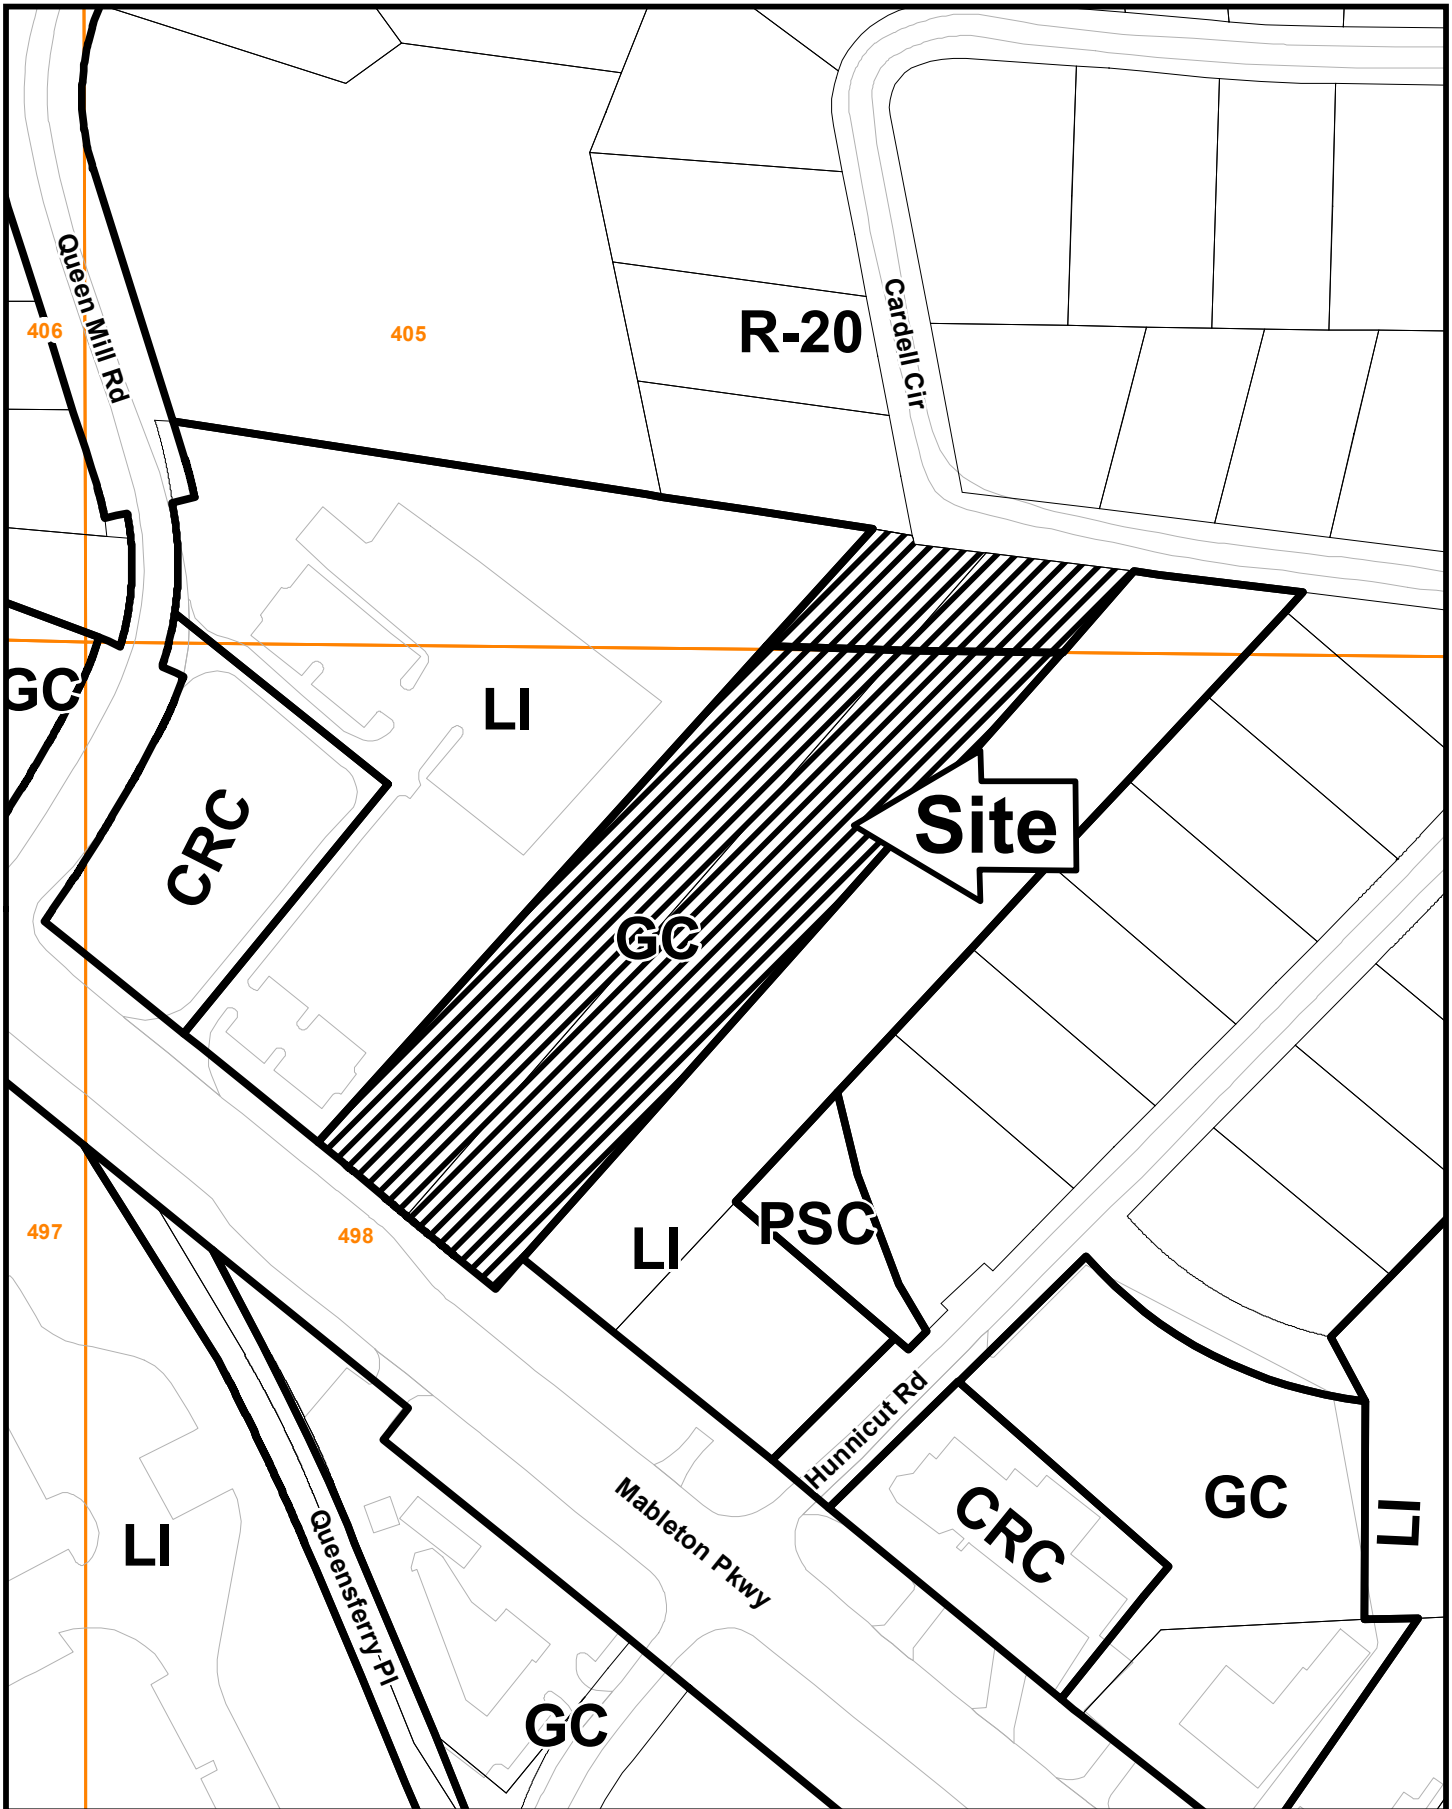 Queen Mill Rd
406
405
R-20
Cardell Cir
GC
LI
CRC
Site
GC
PSC
LI
497
498
Hunnicut Rd
Mableton Pkwy
CRC
GC
LI
LI
Queensferry Pl
GC